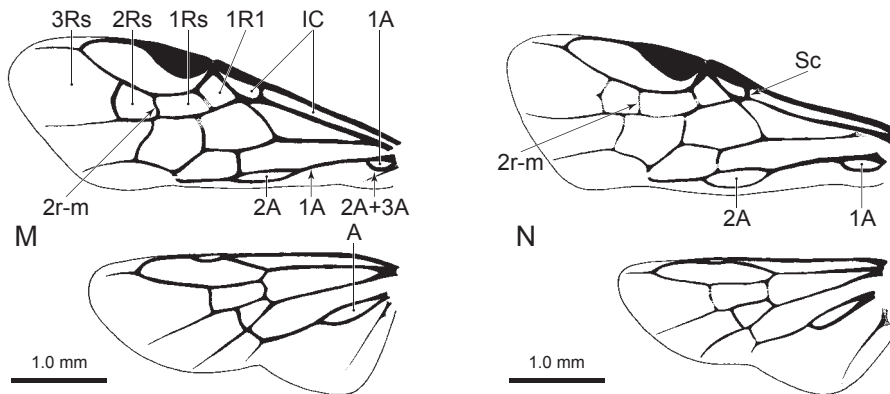 3Rs 2Rs 1Rs 1R1 IC 1A
Sc
2r-m 2A 1A 2A+3A
2r-m 2A 1A
M A N
1.0 mm 1.0 mm